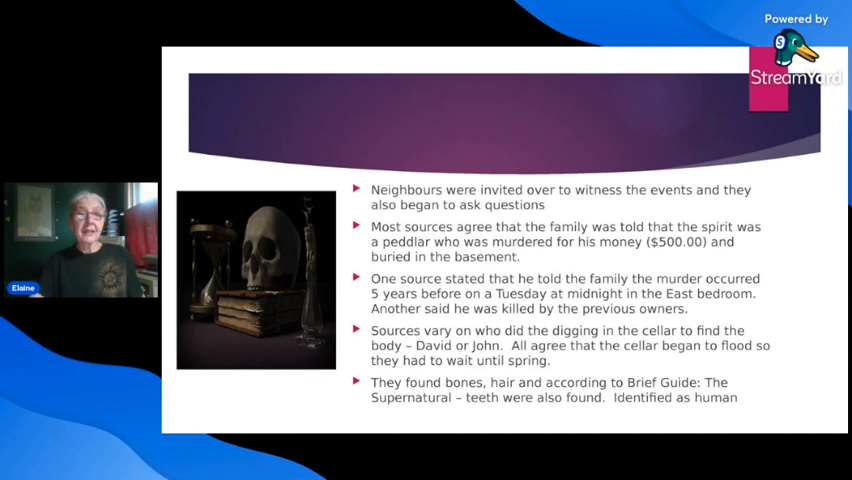 Powered by
StreamYard
Neighbours were invited over to witness the events and they
also began to ask questions
Most sources agree that the family was told that the spirit was
a peddlar who was murdered for his money ($500.00) and
buried in the basement.
One source stated that he told the family the murder occurred
5 years before on a Tuesday at midnight in the East bedroom.
Another said he was killed by the previous owners.
Sources vary on who did the digging in the cellar to find the
body – David or John. All agree that the cellar began to flood so
they had to wait until spring.
They found bones, hair and according to Brief Guide: The
Supernatural – teeth were also found. Identified as human
Elaine